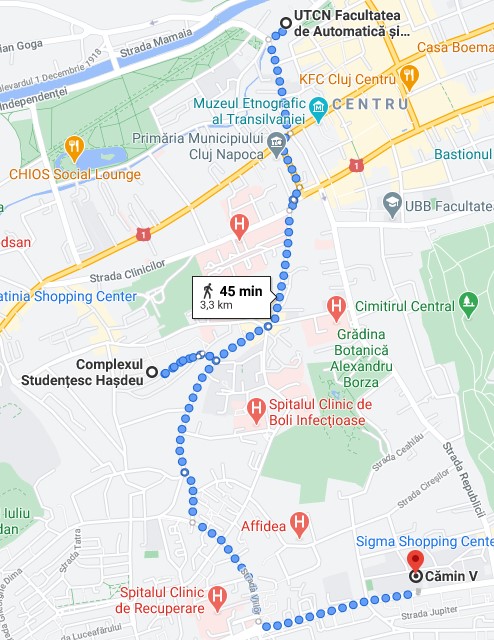 UTCN Facultatea
de Automatică și...
Strada Mamaia
ian Goga
Casa Boema
levardul 1 Decembrie 1918
Independenței
KFC Cluj Centru
Muzeul Etnografic
al Transilvaniei
CENTRU
Primăria Municipiului
Cluj Napoca
Bastionul
CHIOS Social Lounge
1
UBB Facultatea
1
dsan
Strada Clinicilor
45 min
3,3 km
atinia Shopping Center
Cimitirul Central
Grădina
Botanică
Alexandru
Borza
Complexul
Studențesc Hașdeu
Spitalul Clinic de
Boli Infecțioase
Strada Ceahlău
Strada Republicii
Strada Cireșilor
Iuliu
dan
Affidea
Strada Tatra
Sigma Shopping Cente
Cămin V
Gheorghe Dima
Spitalul Clinic
de Recuperare
Strada Jupiter
Strada Luceafărului